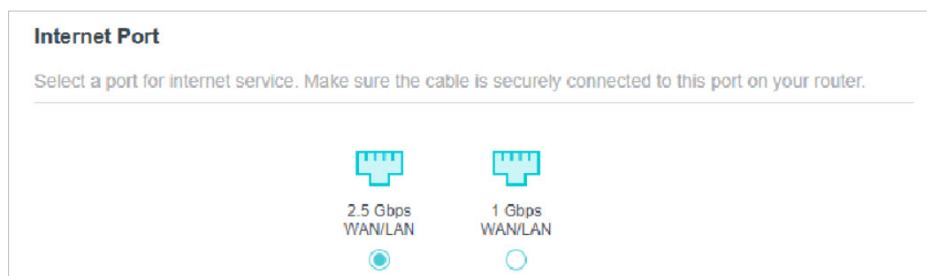 Internet Port
Select a port for internet service. Make sure the cable is securely connected to this port on your router.
2.5 Gbps
WAN/LAN
1 Gbps
WAN/LAN